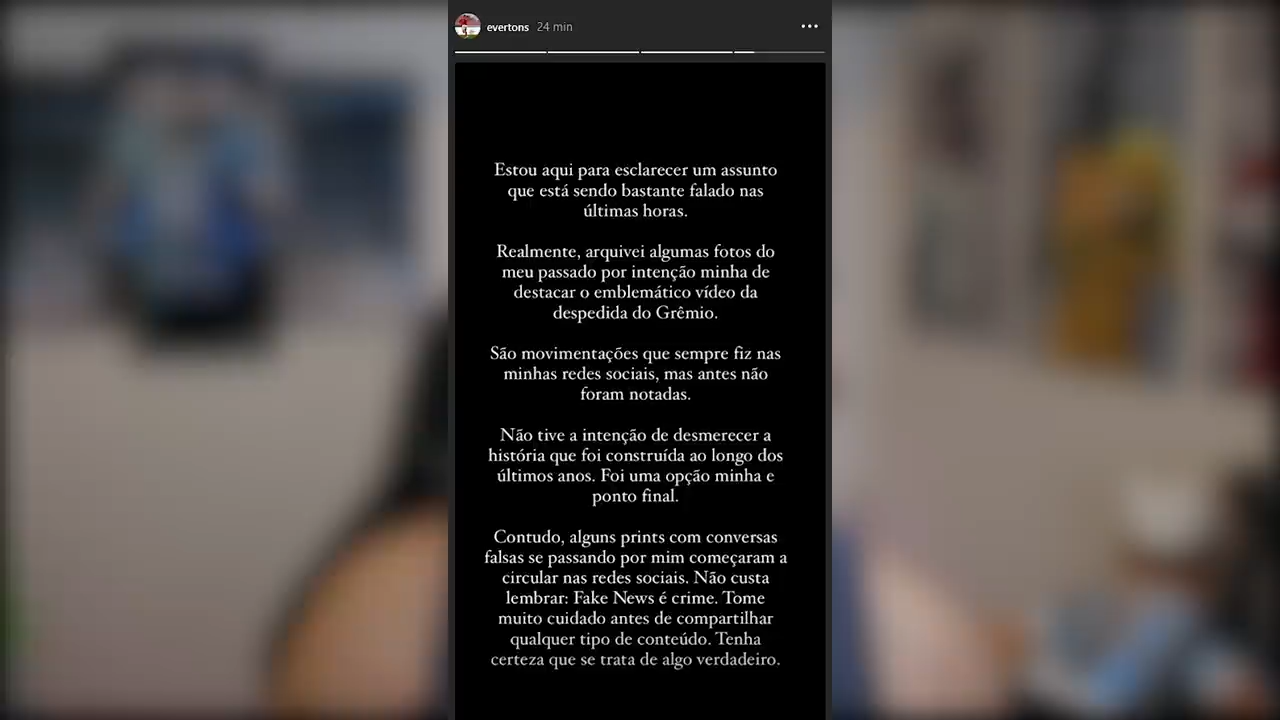 evertons 24 min
Estou aqui para esclarecer um assunto
que está sendo bastante falado nas
últimas horas.
Realmente, arquivei algumas fotos do
meu passado por intenção minha de
destacar o emblemático vídeo da
despedida do Grêmio.
São movimentações que sempre fiz nas
minhas redes sociais, mas antes não
foram notadas.
Não tive a intenção de desmerecer a
história que foi construída ao longo dos
últimos anos. Foi uma opção minha e
ponto final.
Contudo, alguns prints com conversas
falsas se passando por mim começaram a
circular nas redes sociais. Não custa
lembrar: Fake News é crime. Tome
muito cuidado antes de compartilhar
qualquer tipo de conteúdo. Tenha
certeza que se trata de algo verdadeiro.